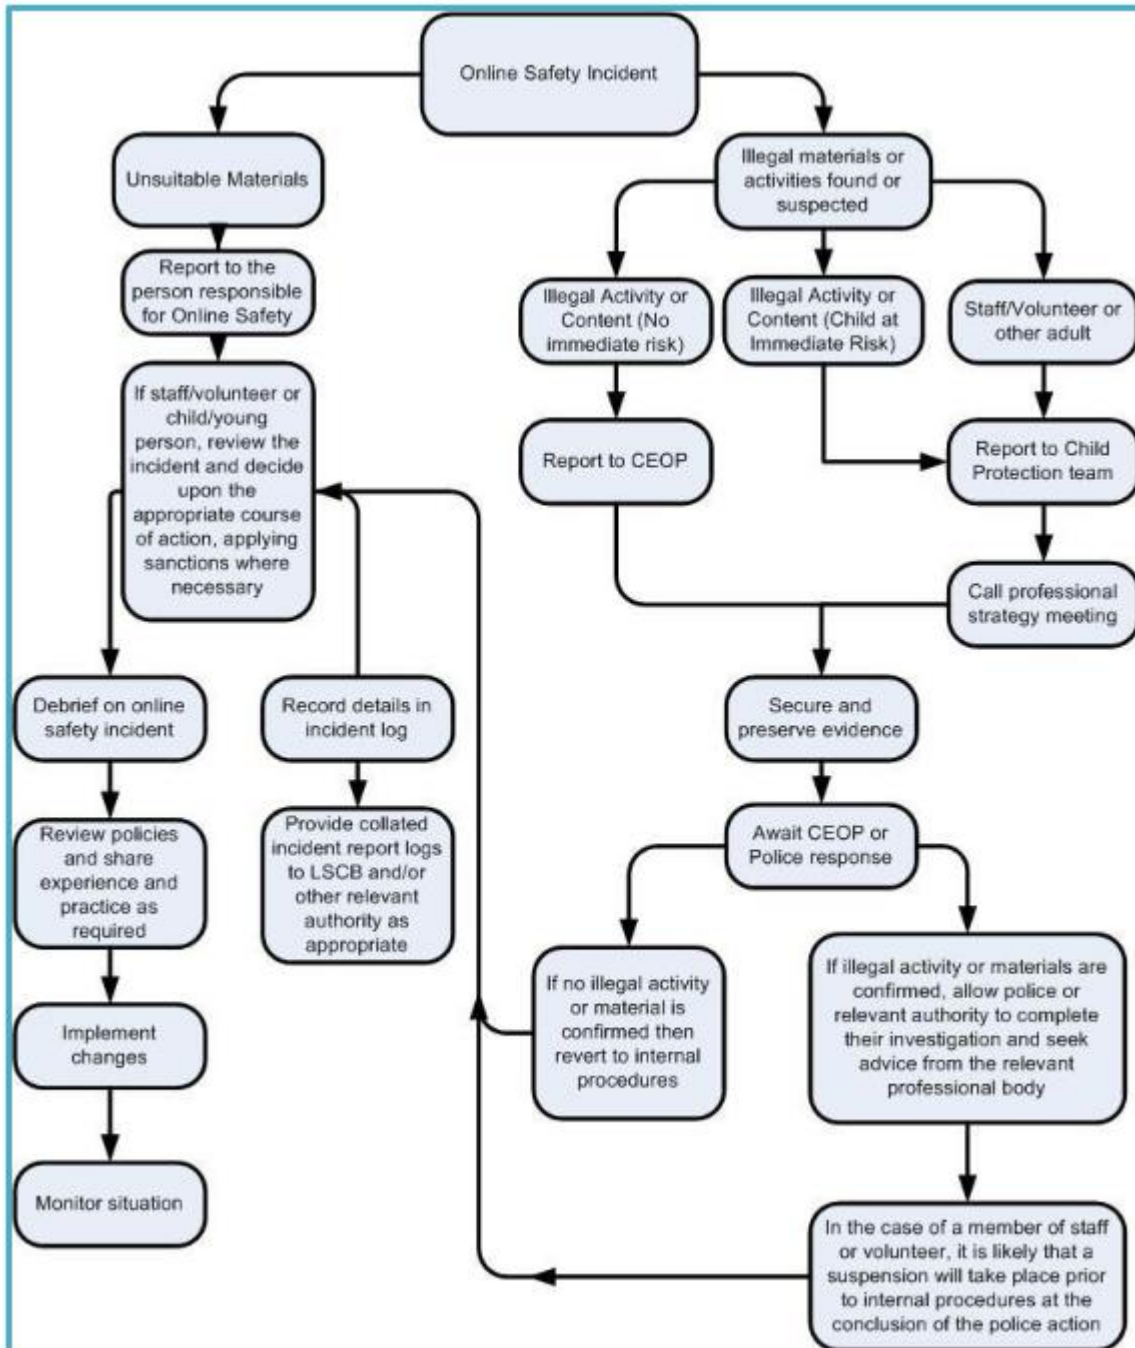 Online Safety Incident
Unsuitable Materials
Report to the
person responsible
for Online Safety
If staff/volunteer or
child/young
person, review the
incident and decide
upon the
appropriate course
of action, applying
sanctions where
necessary
Debrief on online
safety incident
Review policies
and share
experience and
practice as
required
Implement
changes
Monitor situation
Record details in
incident log
Provide collated
incident report logs
to LSCB and/or
other relevant
authority as
appropriate
Illegal materials or
activities found or
suspected
Illegal Activity or
Content (No
immediate risk)
Illegal Activity or
Content (Child at
Immediate Risk)
Staff/Volunteer or
other adult
Report to CEOP
Report to Child
Protection team
Call professional
strategy meeting
Secure and
preserve evidence
Await CEOP or
Police response
If no illegal activity
or material is
confirmed then
revert to internal
procedures
If illegal activity or materials are
confirmed, allow police or
relevant authority to complete
their investigation and seek
advice from the relevant
professional body
In the case of a member of staff
or volunteer, it is likely that a
suspension will take place prior
to internal procedures at the
conclusion of the police action